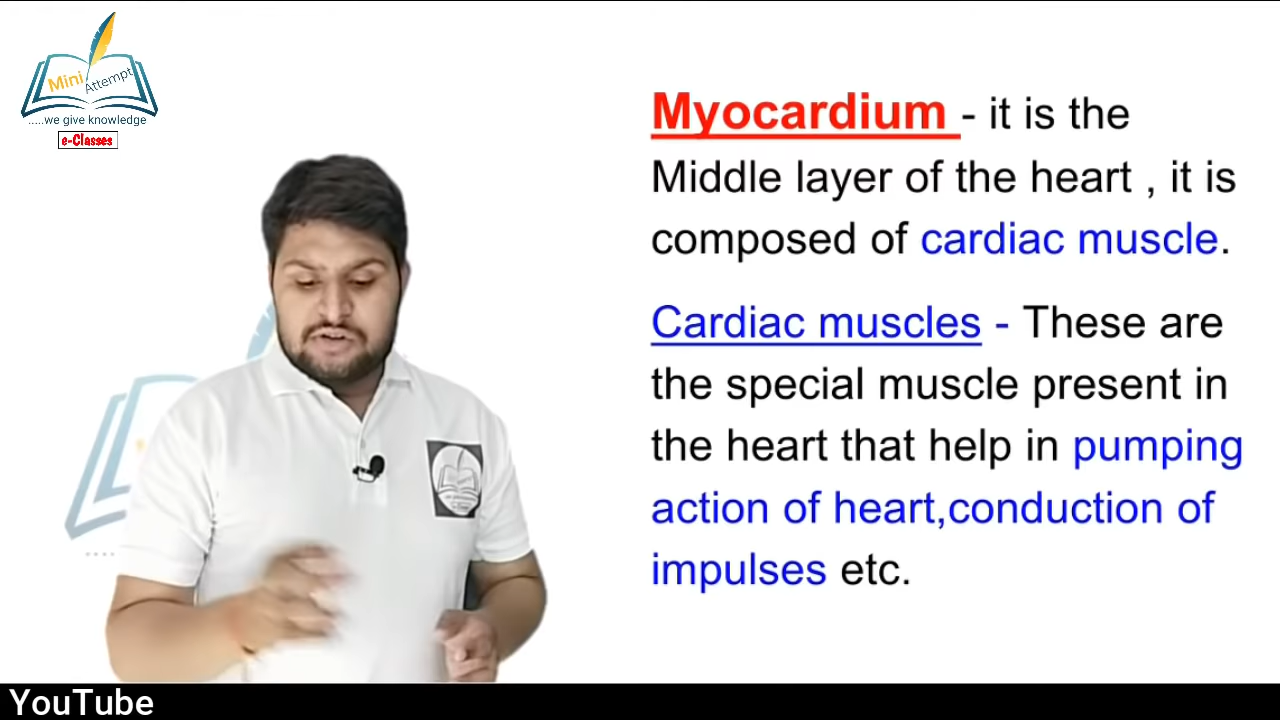 Mini Attempt
.....we give knowledge
e-Classes
Myocardium - it is the
Middle layer of the heart , it is
composed of cardiac muscle.
Cardiac muscles - These are
the special muscle present in
the heart that help in pumping
action of heart,conduction of
impulses etc.
YouTube